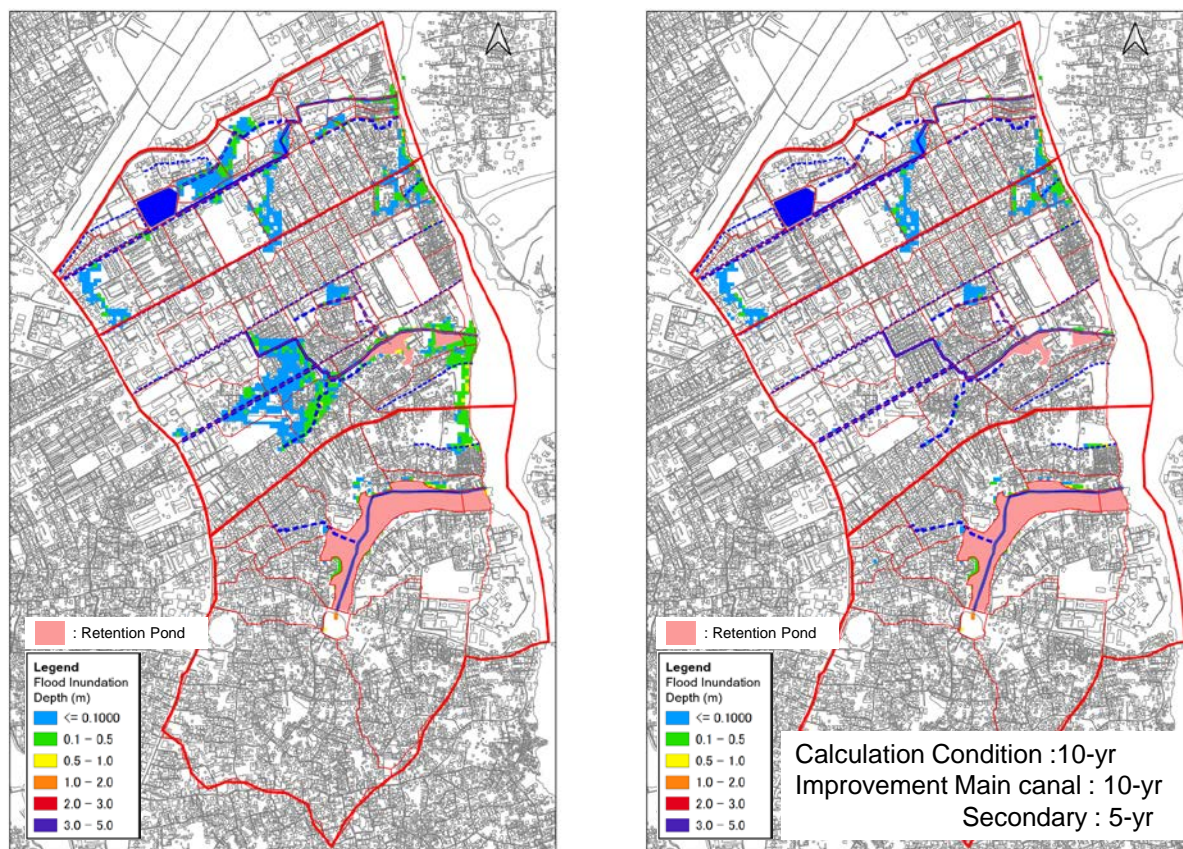 : Retention Pond
Legend
Flood Inundation
Depth (m)
<= 0.1000
0.1 – 0.5
0.5 – 1.0
1.0 – 2.0
2.0 – 3.0
3.0 – 5.0
: Retention Pond
Legend
Flood Inundation
Depth (m)
<= 0.1000
0.1 – 0.5
0.5 – 1.0
1.0 – 2.0
2.0 – 3.0
3.0 – 5.0
Calculation Condition :10-yr
Improvement Main canal : 10-yr
Secondary : 5-yr